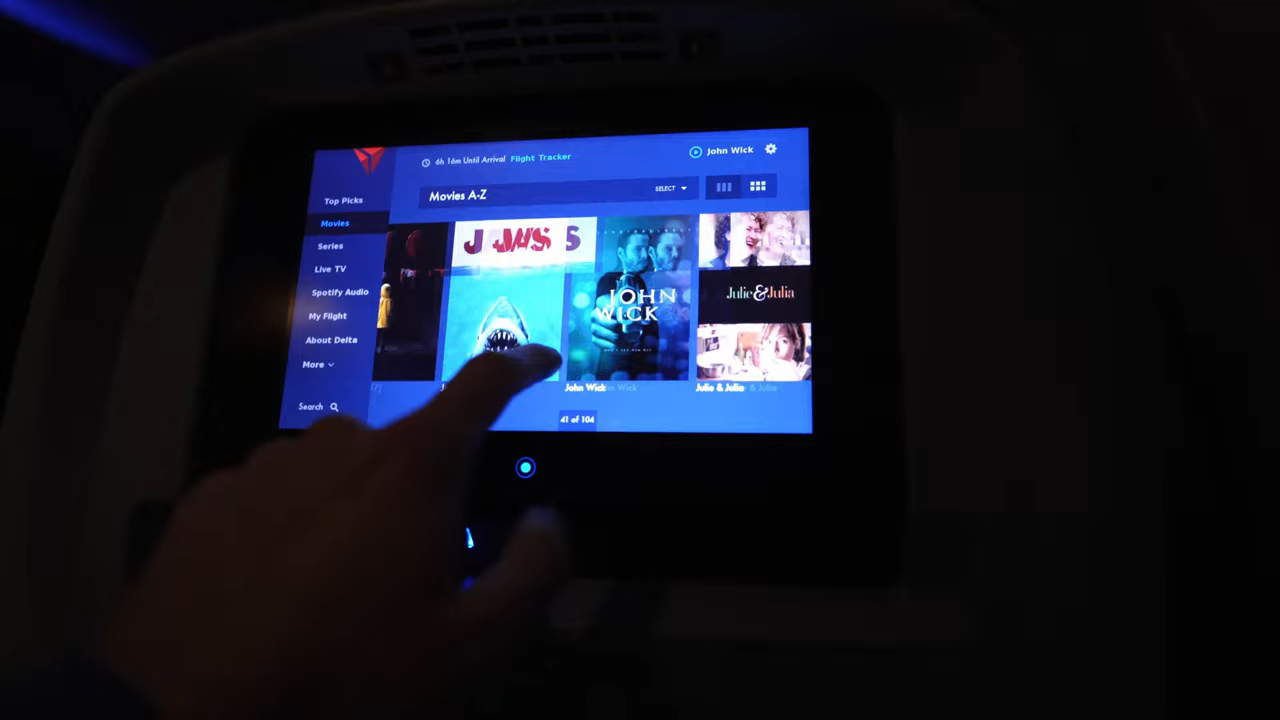 6h 16m Until Arrival Flight Tracker
John Wick
Top Picks
Movies A-Z
SELECT
Movies
Series
Live TV
Spotify Audio
My Flight
About Delta
More
Search
JAWS
JOHN
WICK
Julie & Julia
John Wick
Julie & Julia
41 of 104